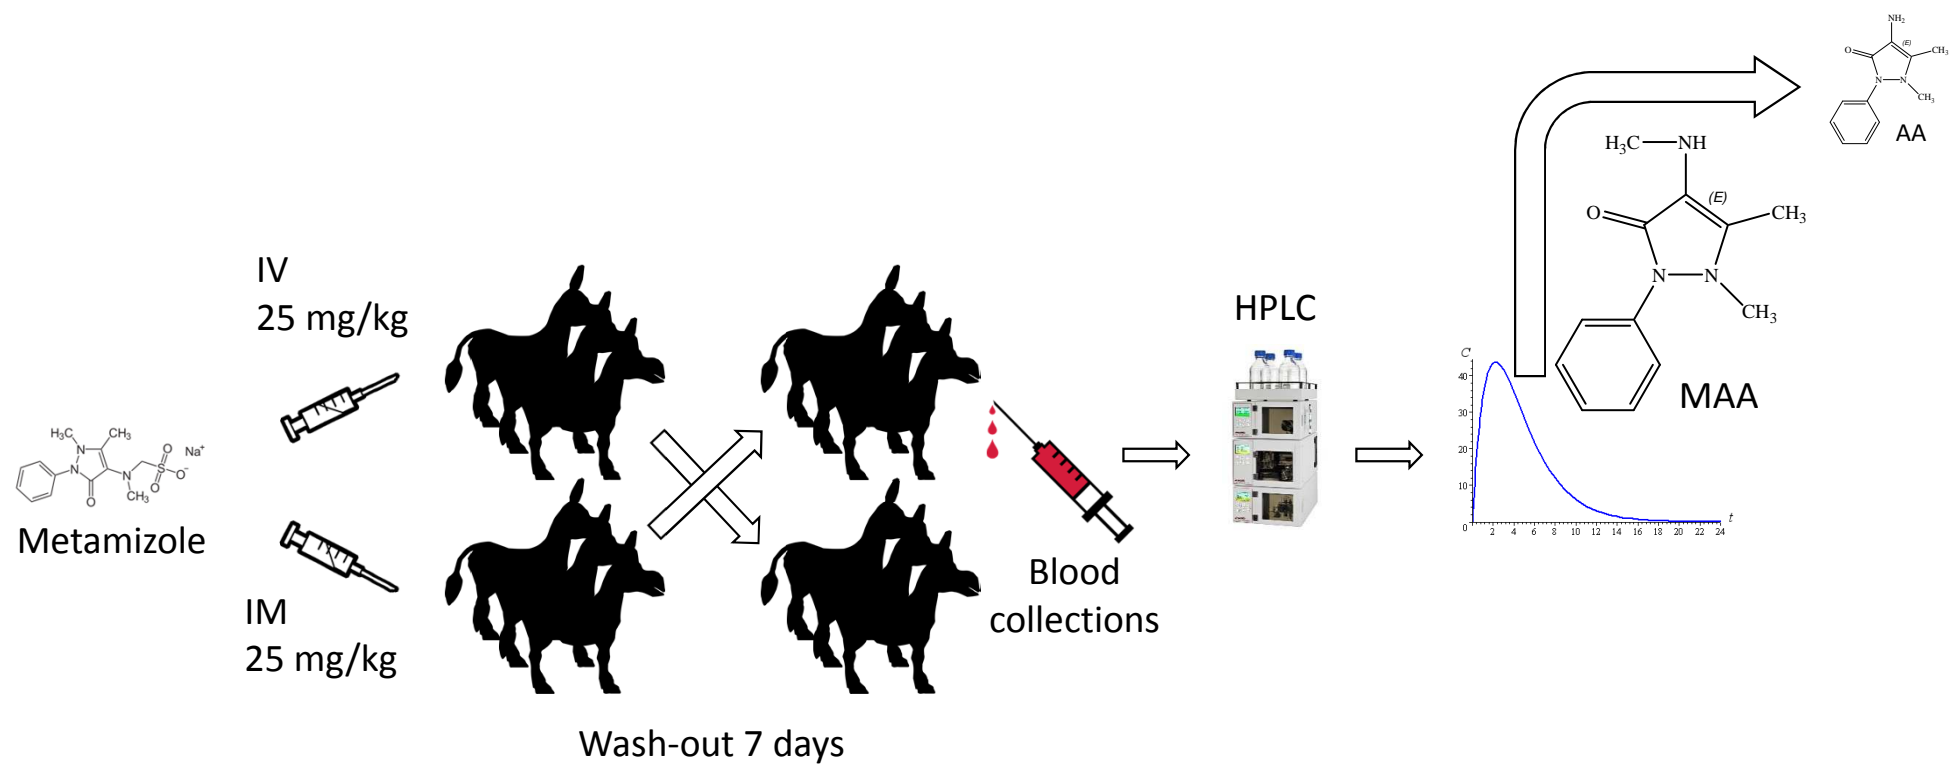 IV
25 mg/kg
H₃C
CH₃
N
N
O
N
CH₃
O
S
O
O⁻
Na⁺
Metamizole
IM
25 mg/kg
Wash-out 7 days
Blood
collections
HPLC
C
40
30
20
10
0
2 4 6 8 10 12 14 16 18 20 22 24
t
H₃C NH
(E)
O
CH₃
N N
CH₃
MAA
NH₂
(E)
O
CH₃
N N
CH₃
AA